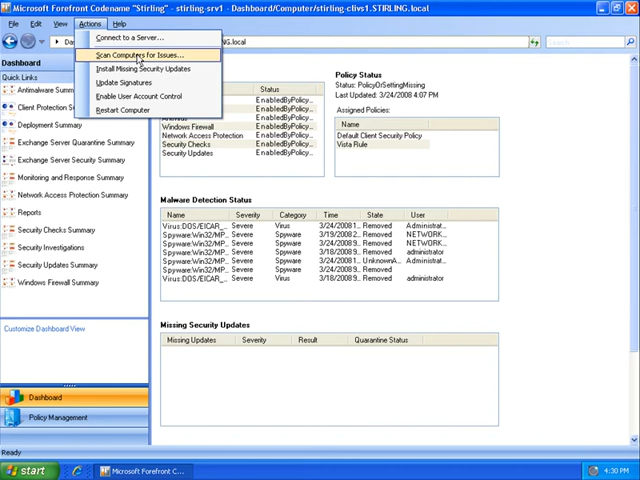 Microsoft Forefront Codename "Stirling" - stirling-srv1 - Dashboard/Computer/stirling-clivs1.STIRLING.local
File Edit View Actions Help
Connect to a Server...
Scan Computers for Issues...
Install Missing Security Updates
Update Signatures
Enable User Account Control
Restart Computer
Dashboard
Quick Links
Client Protection
Deployment Summary
Exchange Server Quarantine Summary
Exchange Server Security Summary
Monitoring and Response Summary
Network Access Protection Summary
Reports
Security Checks Summary
Security Investigations
Security Updates Summary
Windows Firewall Summary
Customize Dashboard View
Dashboard
Policy Management
Status
EnabledByPolicy...
EnabledByPolicy...
EnabledByPolicy...
Windows Firewall EnabledByPolicy...
Network Access Protection EnabledByPolicy...
Security Checks EnabledByPolicy...
Security Updates EnabledByPolicy...
Policy Status
Status: PolicyOrSettingMissing
Last Updated: 3/24/2008 4:07 PM
Assigned Policies:
Name
Default Client Security Policy
Vista Rule
Malware Detection Status
Name Severity Category Time State User
Virus:DOS/EICAR_... Severe Virus 3/24/2008 1... Removed Administrat...
Spyware:Win32/MP... Severe Spyware 3/19/2008 2... Removed NETWORK...
Spyware:Win32/MP... Severe Spyware 3/24/2008 9... Removed NETWORK...
Spyware:Win32/MP... Severe Spyware 3/18/2008 9... Removed administrator
Spyware:Win32/MP... Severe Spyware 3/24/2008 1... UnknownA... Administrat...
Spyware:Win32/MP... Severe Spyware 3/24/2008 9... Removed NETWORK...
Virus:DOS/EICAR_... Severe Virus 3/18/2008 9... Removed administrator
Missing Security Updates
Missing Updates Severity Result Quarantine Status
Ready
start
Microsoft Forefront C...
4:30 PM